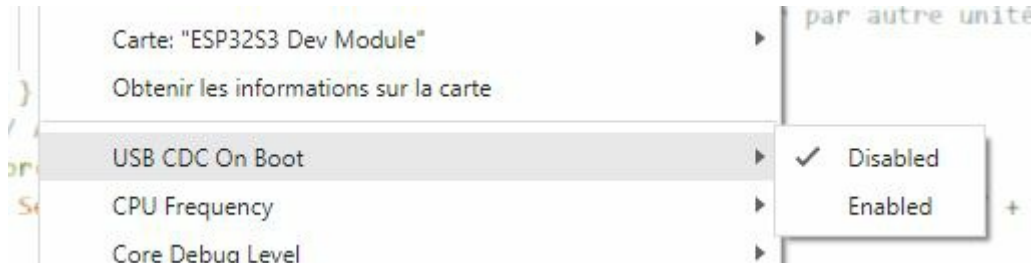 par autre unité
Carte: "ESP32S3 Dev Module"
Obtenir les informations sur la carte
}
USB CDC On Boot
Disabled
CPU Frequency
Enabled
+
Core Debug Level